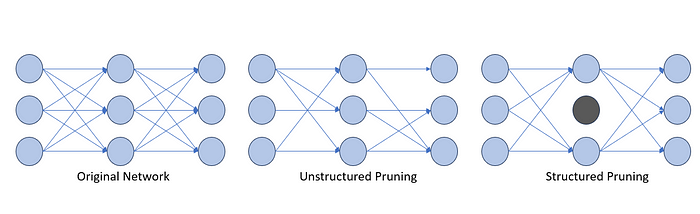 Original Network
Unstructured Pruning
Structured Pruning